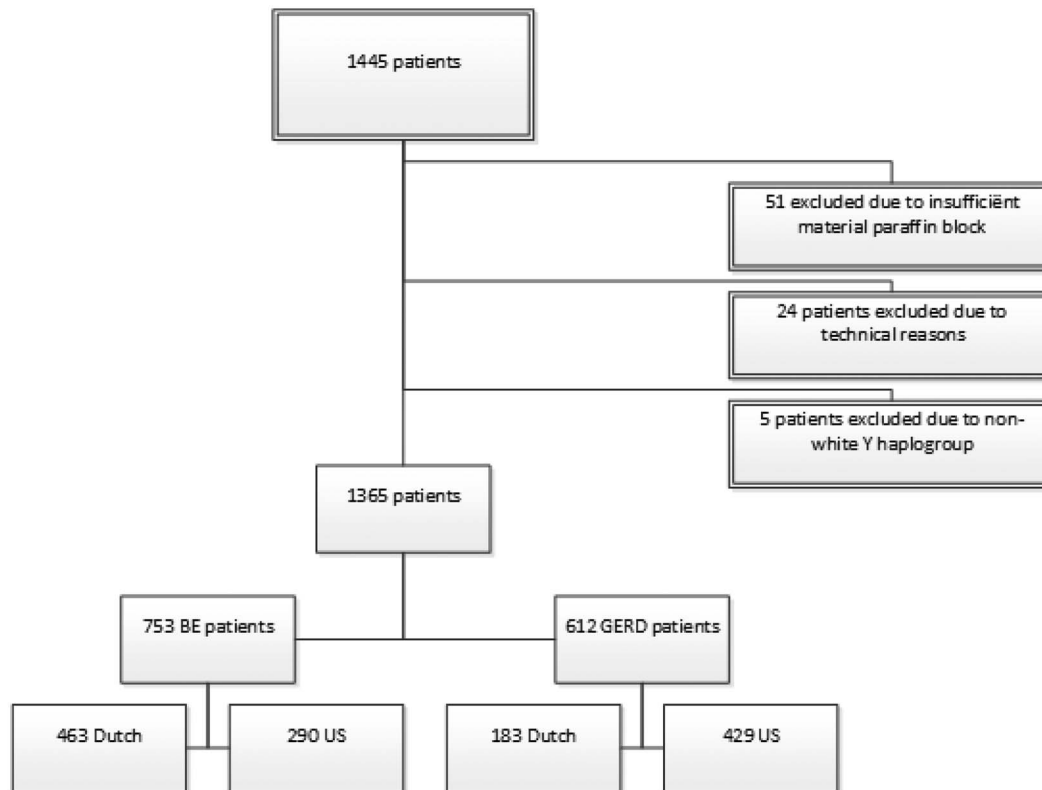 1445 patients
51 excluded due to insufficiënt
material paraffin block
24 patients excluded due to
technical reasons
5 patients excluded due to non-
white Y haplogroup
1365 patients
753 BE patients
612 GERD patients
463 Dutch
290 US
183 Dutch
429 US